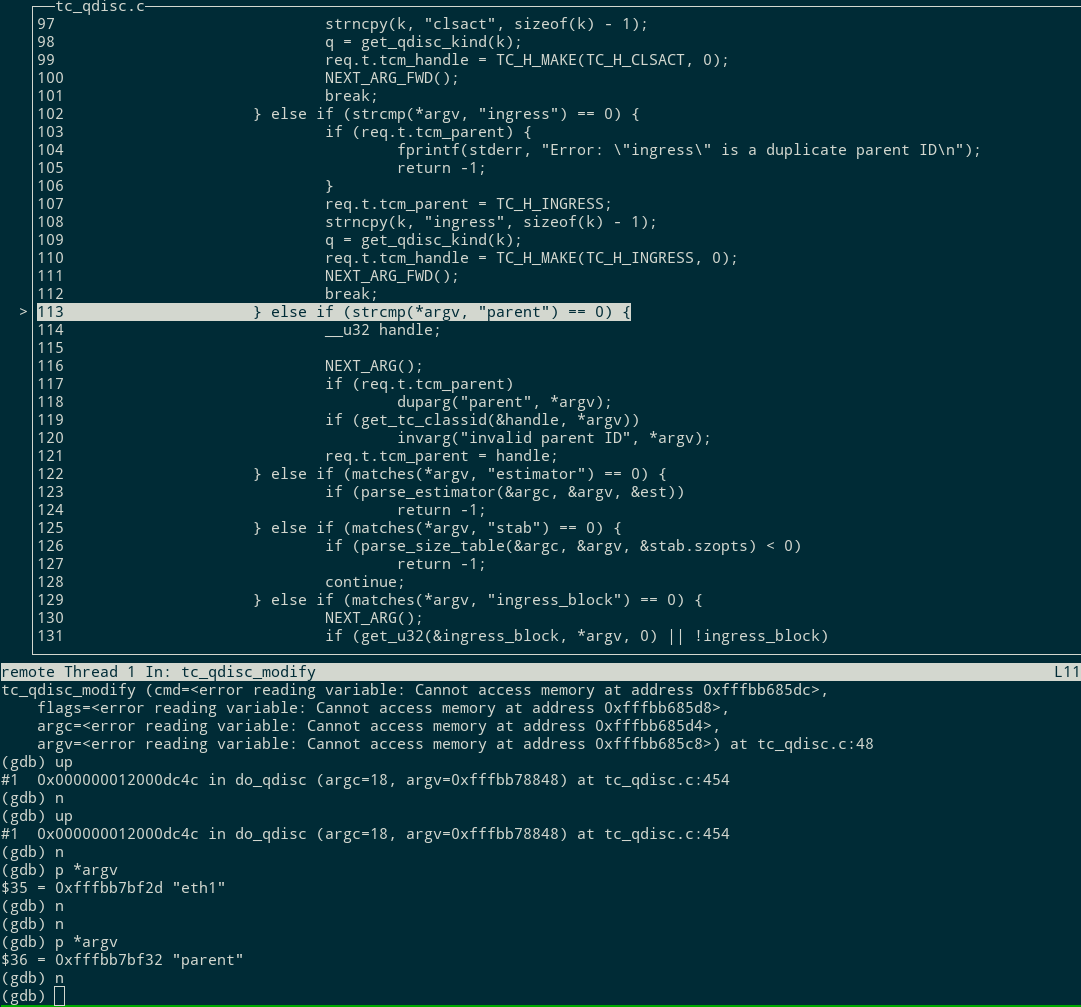 tc_qdisc.c
97                              strncpy(k, "clsact", sizeof(k) - 1);
98                              q = get_qdisc_kind(k);
99                              req.t.tcm_handle = TC_H_MAKE(TC_H_CLSACT, 0);
100                             NEXT_ARG_FWD();
101                             break;
102                     } else if (strcmp(*argv, "ingress") == 0) {
103                             if (req.t.tcm_parent) {
104                                     fprintf(stderr, "Error: \"ingress\" is a duplicate parent ID\n");
105                                     return -1;
106                             }
107                             req.t.tcm_parent = TC_H_INGRESS;
108                             strncpy(k, "ingress", sizeof(k) - 1);
109                             q = get_qdisc_kind(k);
110                             req.t.tcm_handle = TC_H_MAKE(TC_H_INGRESS, 0);
111                             NEXT_ARG_FWD();
112                             break;
>113                     } else if (strcmp(*argv, "parent") == 0) {
114                             __u32 handle;
115
116                             NEXT_ARG();
117                             if (req.t.tcm_parent)
118                                     duparg("parent", *argv);
119                             if (get_tc_classid(&handle, *argv))
120                                     invarg("invalid parent ID", *argv);
121                             req.t.tcm_parent = handle;
122                     } else if (matches(*argv, "estimator") == 0) {
123                             if (parse_estimator(&argc, &argv, &est))
124                                     return -1;
125                     } else if (matches(*argv, "stab") == 0) {
126                             if (parse_size_table(&argc, &argv, &stab.szopts) < 0)
127                                     return -1;
128                             continue;
129                     } else if (matches(*argv, "ingress_block") == 0) {
130                             NEXT_ARG();
131                             if (get_u32(&ingress_block, *argv, 0) || !ingress_block)
remote Thread 1 In: tc_qdisc_modify L11
tc_qdisc_modify (cmd=<error reading variable: Cannot access memory at address 0xfffbb685dc>,
    flags=<error reading variable: Cannot access memory at address 0xfffbb685d8>,
    argc=<error reading variable: Cannot access memory at address 0xfffbb685d4>,
    argv=<error reading variable: Cannot access memory at address 0xfffbb685c8>) at tc_qdisc.c:48
(gdb) up
#1  0x000000012000dc4c in do_qdisc (argc=18, argv=0xfffbb78848) at tc_qdisc.c:454
(gdb) n
(gdb) up
#1  0x000000012000dc4c in do_qdisc (argc=18, argv=0xfffbb78848) at tc_qdisc.c:454
(gdb) n
(gdb) p *argv
$35 = 0xfffbb7bf2d "eth1"
(gdb) n
(gdb) n
(gdb) p *argv
$36 = 0xfffbb7bf32 "parent"
(gdb) n
(gdb)